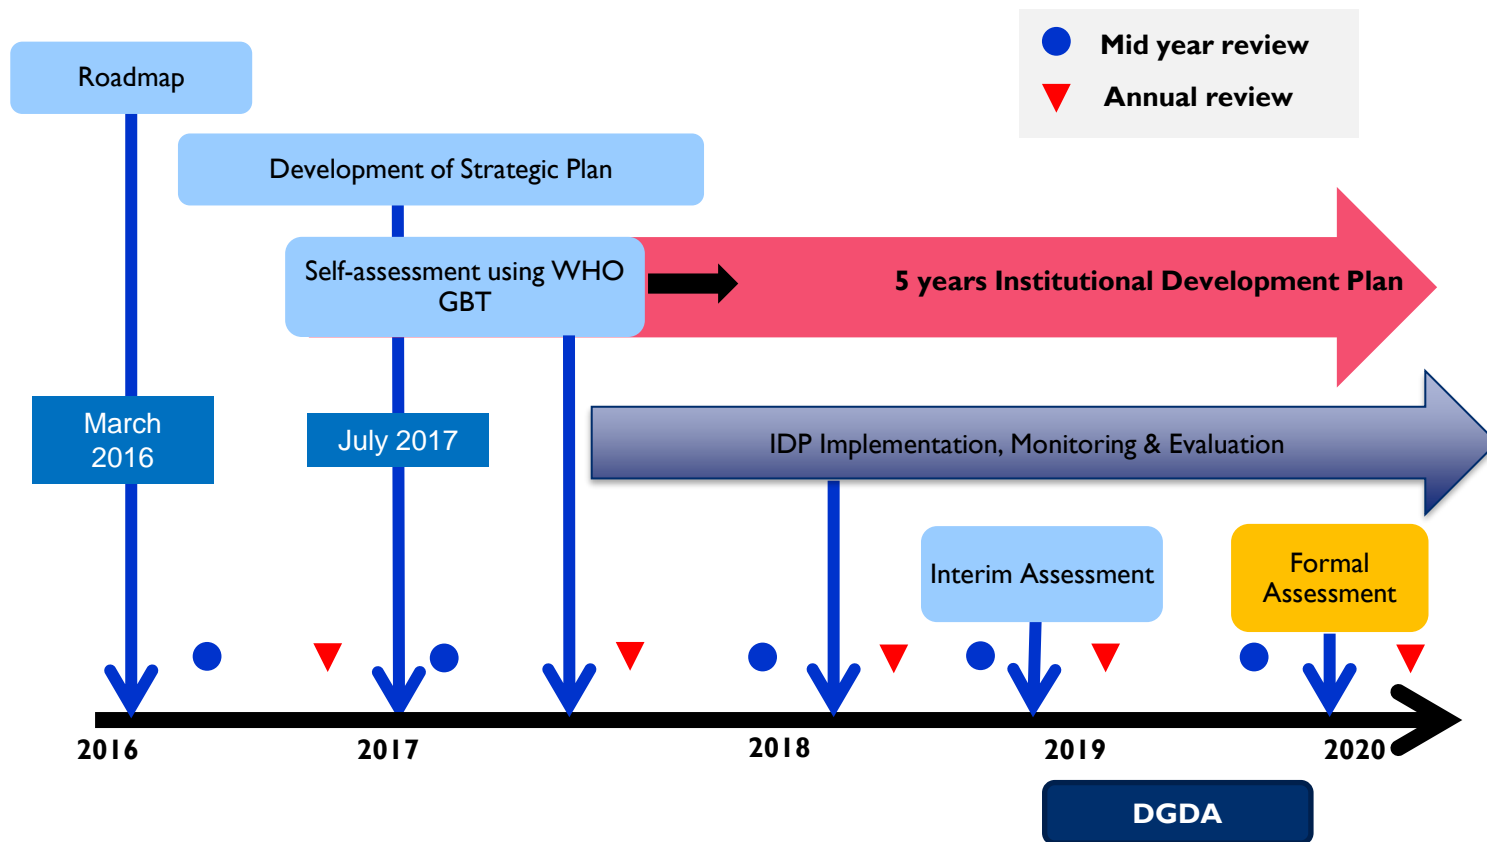 Mid year review
Annual review
Roadmap
Development of Strategic Plan
Self-assessment using WHO
GBT
5 years Institutional Development Plan
March
2016
July 2017
IDP Implementation, Monitoring & Evaluation
Interim Assessment
Formal
Assessment
2016
2017
2018
2019
2020
DGDA